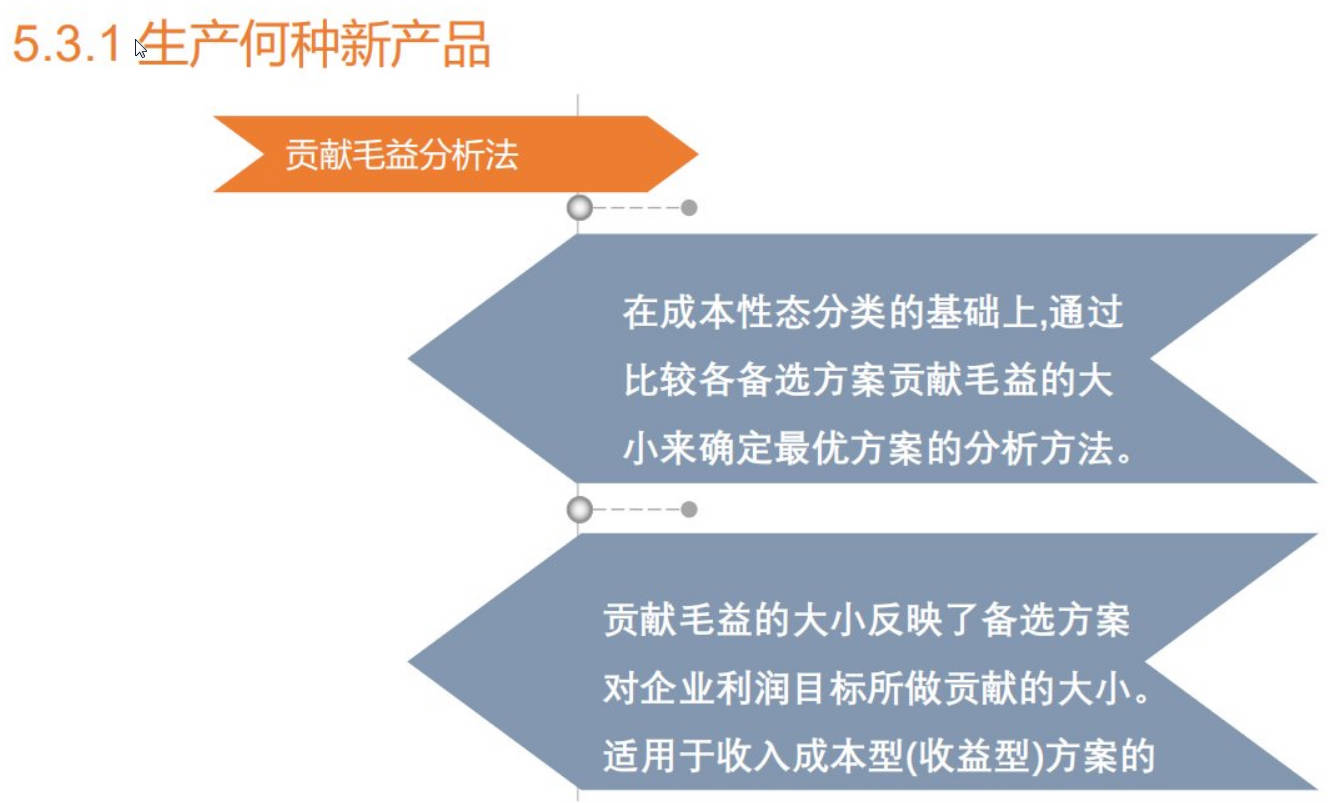 5.3.1 生产何种新产品
贡献毛益分析法
在成本性态分类的基础上,通过
比较各备选方案贡献毛益的大
小来确定最优方案的分析方法。
贡献毛益的大小反映了备选方案
对企业利润目标所做贡献的大小。
适用于收入成本型(收益型)方案的